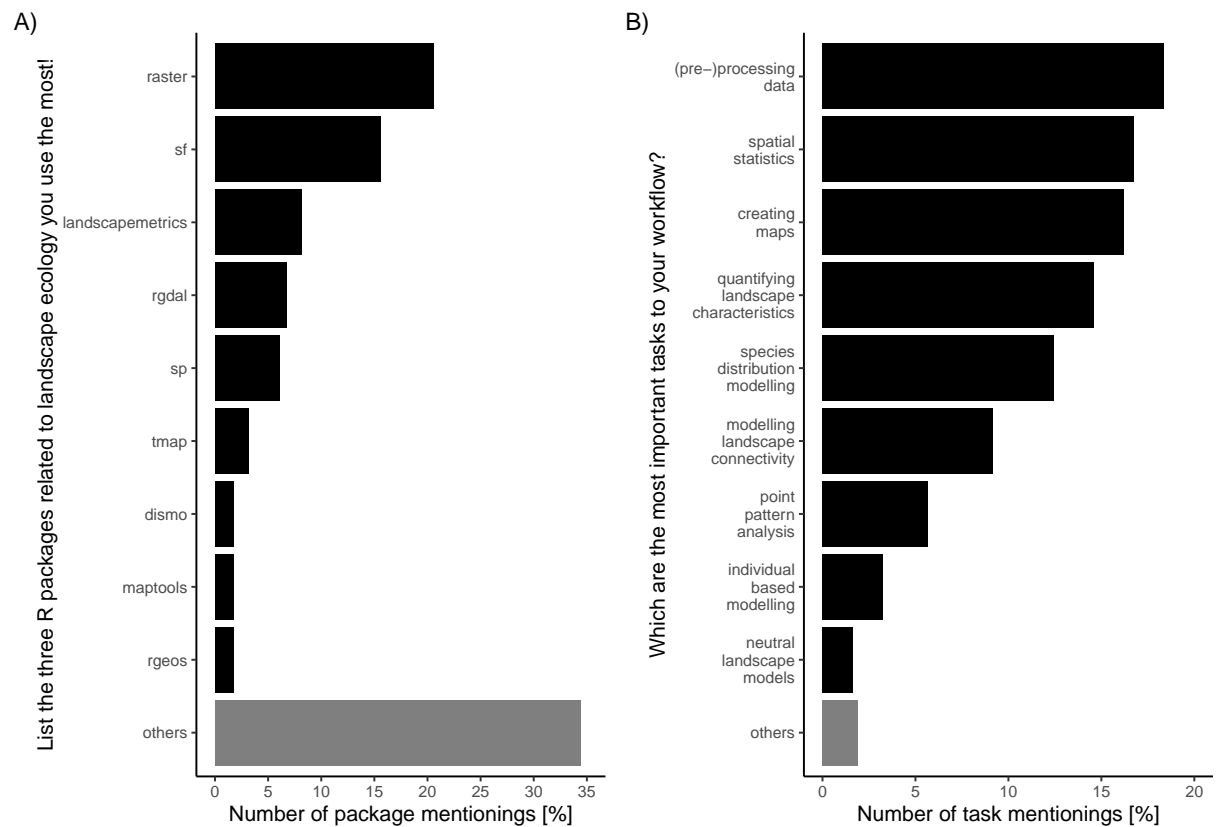 A)
List the three R packages related to landscape ecology you use the most!
raster
sf
landscapemetrics
rgdal
sp
tmap
dismo
maptools
rgeos
others
0 5 10 15 20 25 30 35
Number of package mentionings [%]
B)
Which are the most important tasks to your workflow?
(pre−)processing
data
spatial
statistics
creating
maps
quantifying
landscape
characteristics
species
distribution
modelling
modelling
landscape
connectivity
point
pattern
analysis
individual
based
modelling
neutral
landscape
models
others
0 5 10 15 20
Number of task mentionings [%]